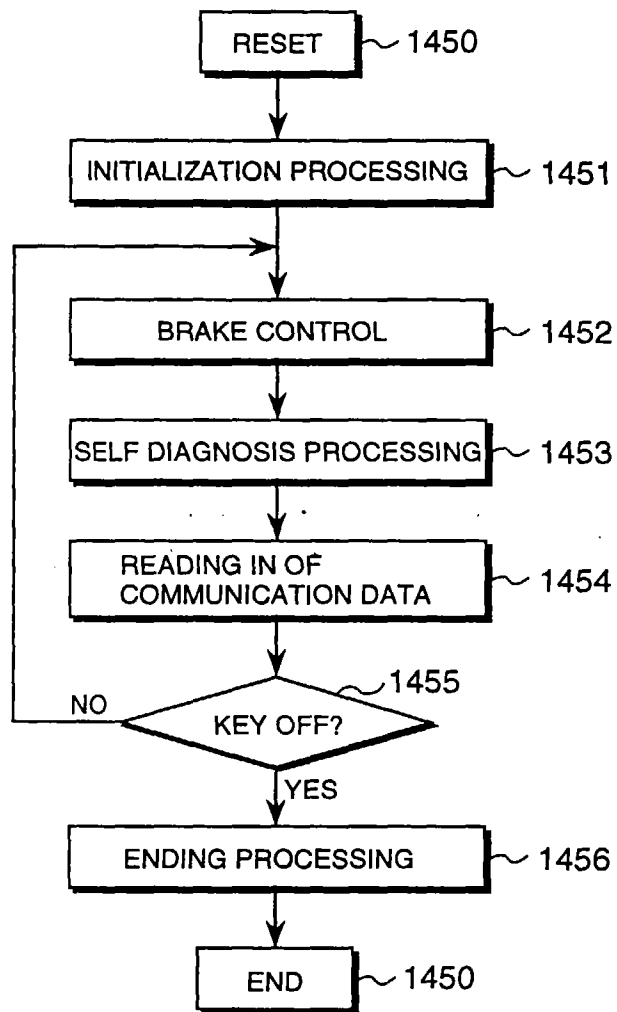 RESET 1450
INITIALIZATION PROCESSING 1451
BRAKE CONTROL 1452
SELF DIAGNOSIS PROCESSING 1453
READING IN OF
COMMUNICATION DATA 1454
1455
NO
KEY OFF?
YES
ENDING PROCESSING 1456
END 1450